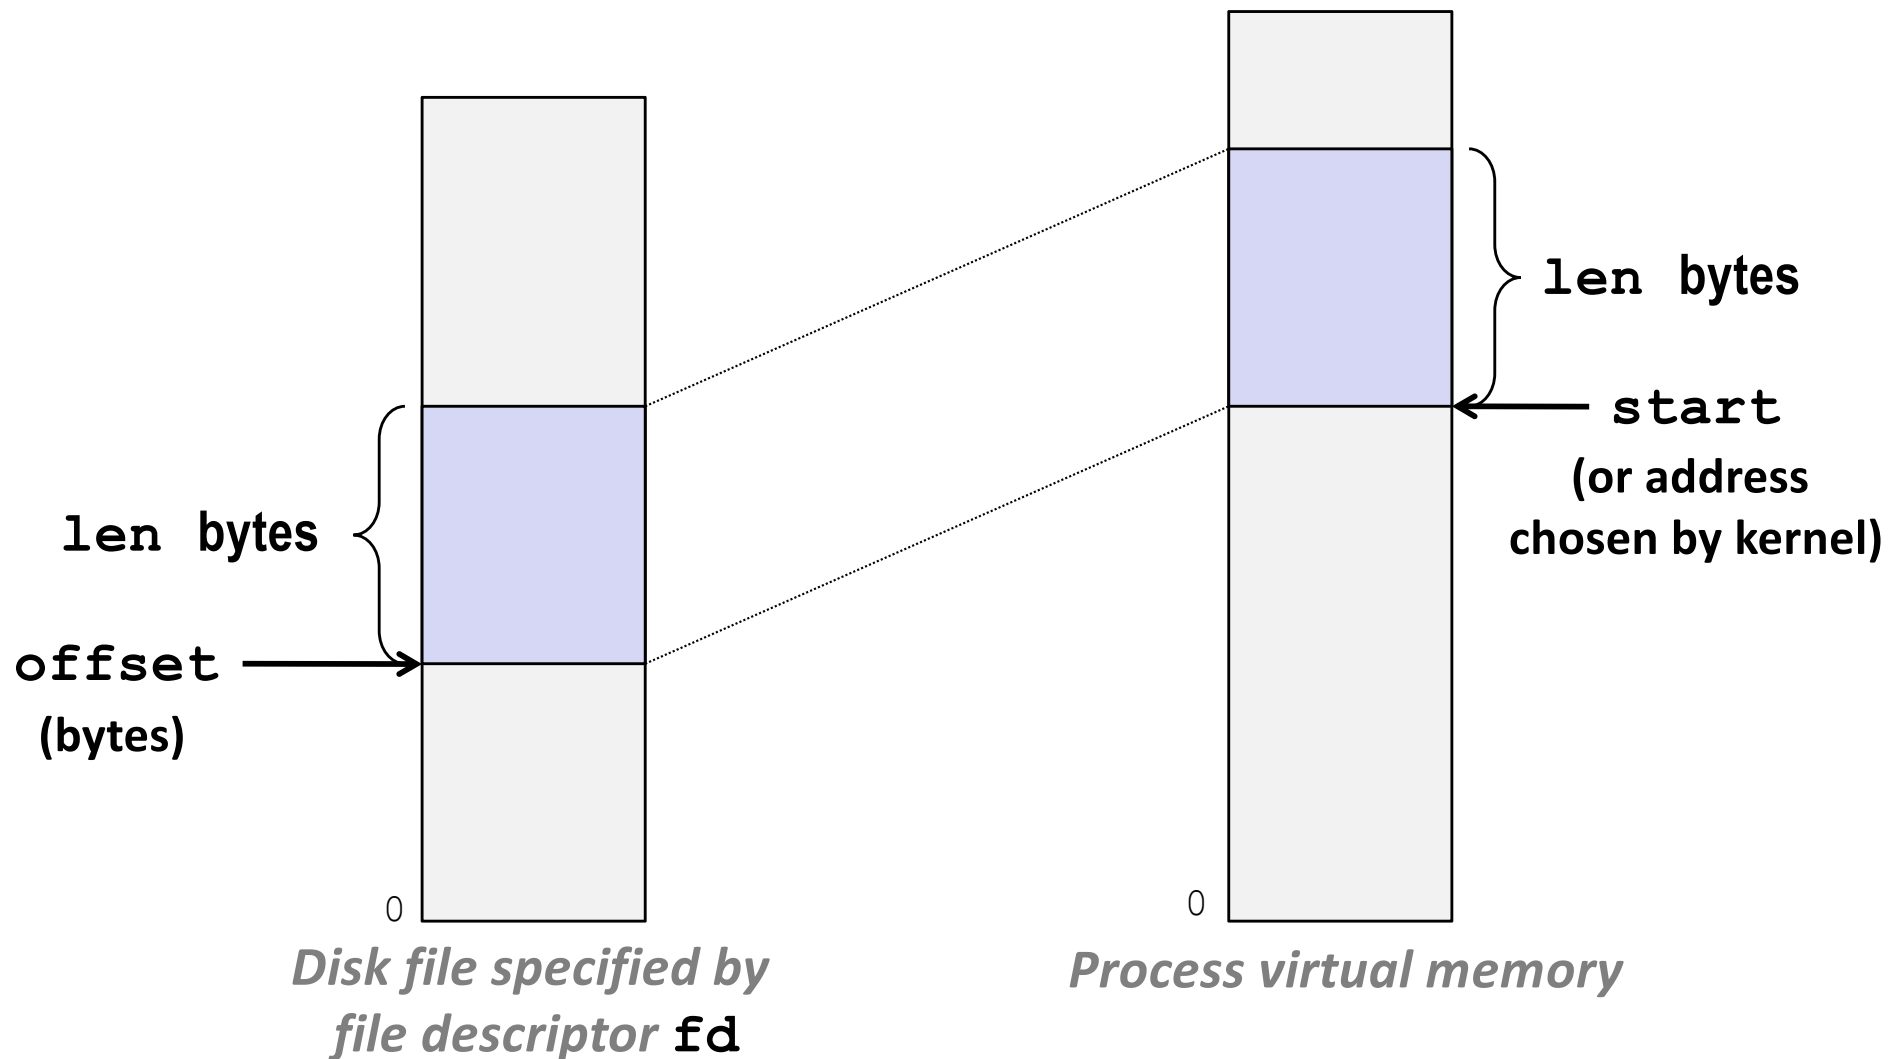 len bytes
start
(or address
chosen by kernel)
len bytes
offset
(bytes)
0
0
Disk file specified by
file descriptor fd
Process virtual memory